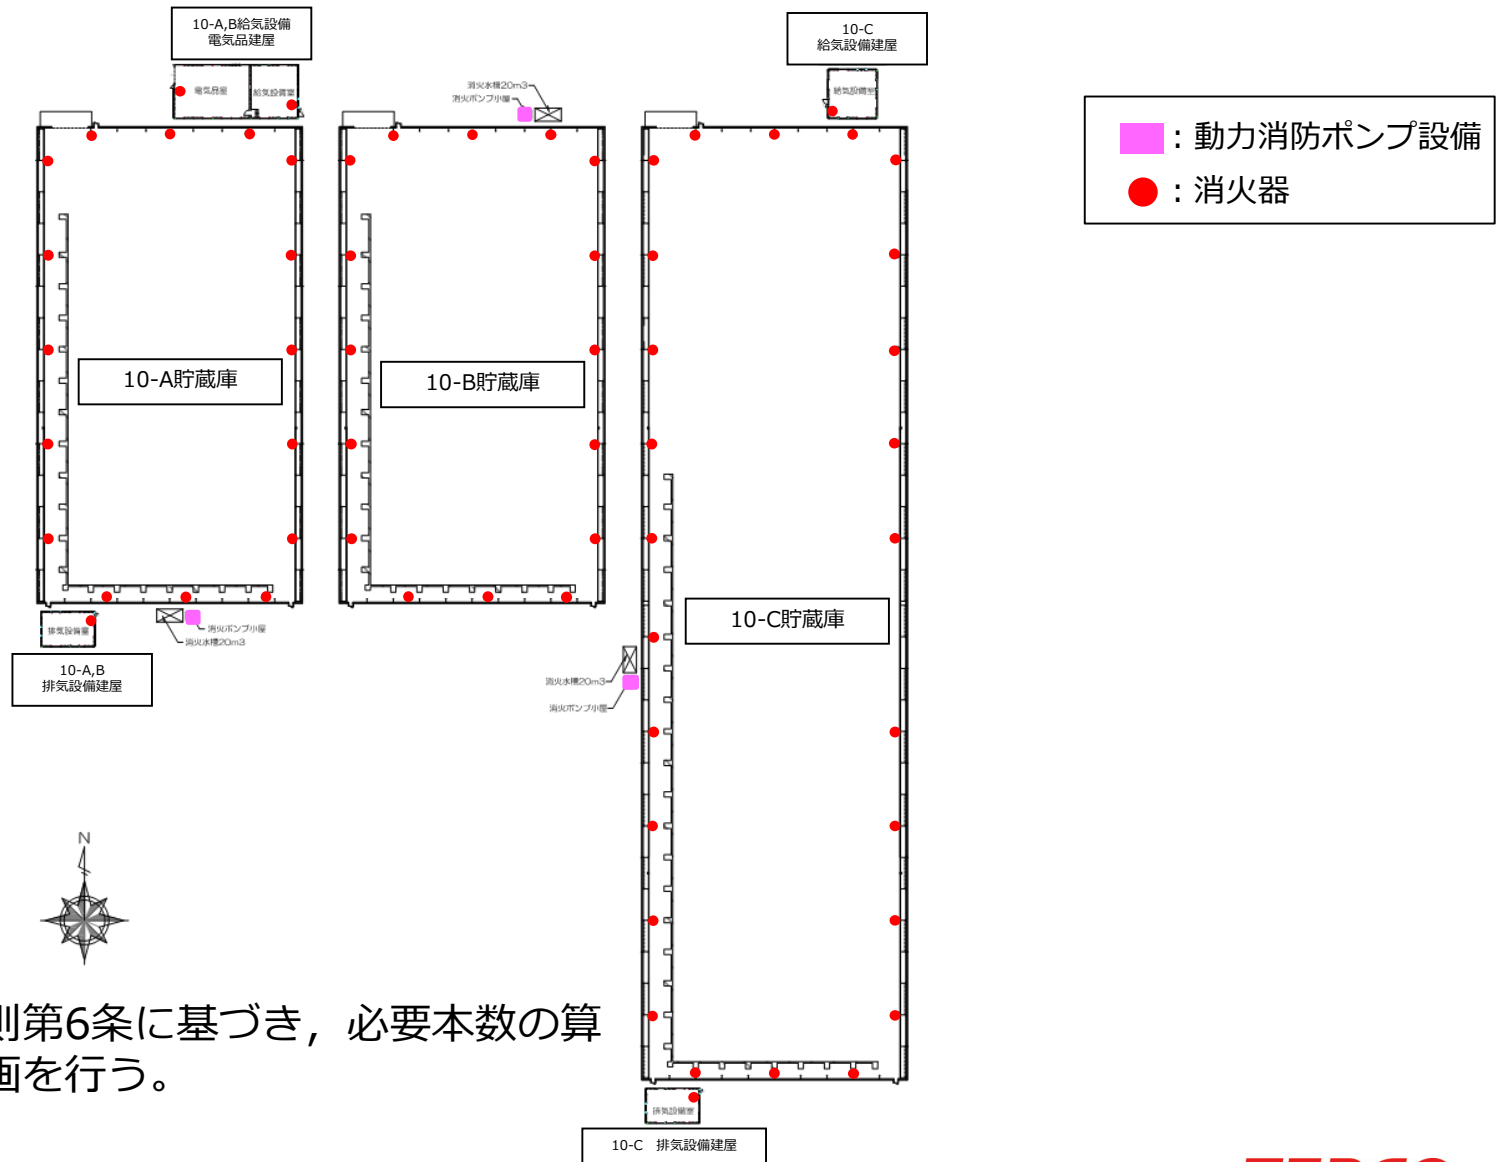 10-A,B給気設備
電気品建屋
10-C
給気設備建屋
電気品室
給気設備室
消火水槽20m3
消火ポンプ小屋
給気設備室
：動力消防ポンプ設備
：消火器
10-A貯蔵庫
10-B貯蔵庫
10-C貯蔵庫
排気設備室
消火ポンプ小屋
消火水槽20m3
10-A,B
排気設備建屋
消火水槽20m3
消火ポンプ小屋
N
則第6条に基づき，必要本数の算
画を行う。
排気設備室
10-C 排気設備建屋